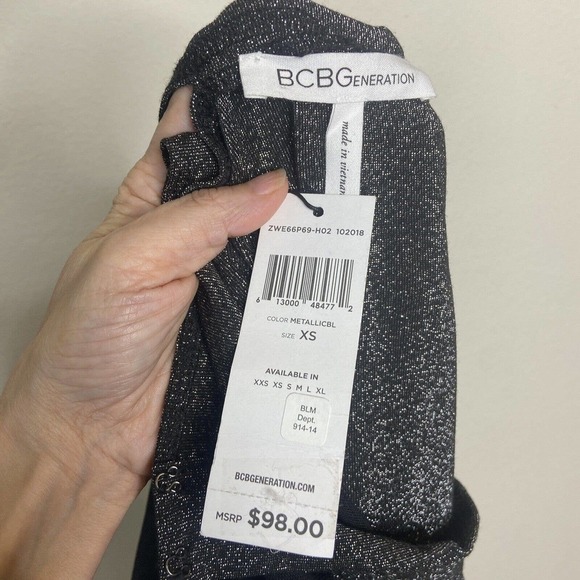 BCBGENERATION
made in vietnam
ZWE66P69-H02 102018
6 13000 48477 2
COLOR METALLICBL
SIZE XS
AVAILABLE IN
XXS XS S M L XL
BLM
Dept.
914-14
BCBGENERATION.COM
MSRP $98.00